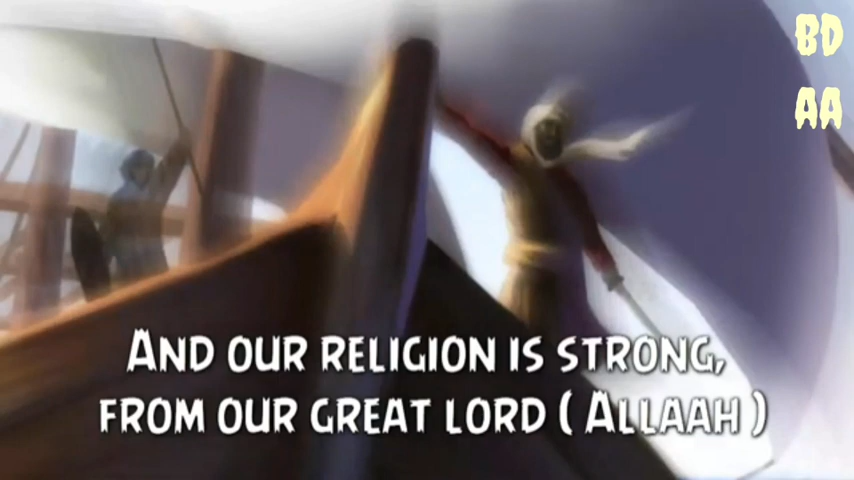 BD
AA
AND OUR RELIGION IS STRONG,
FROM OUR GREAT LORD ( ALLAAH )